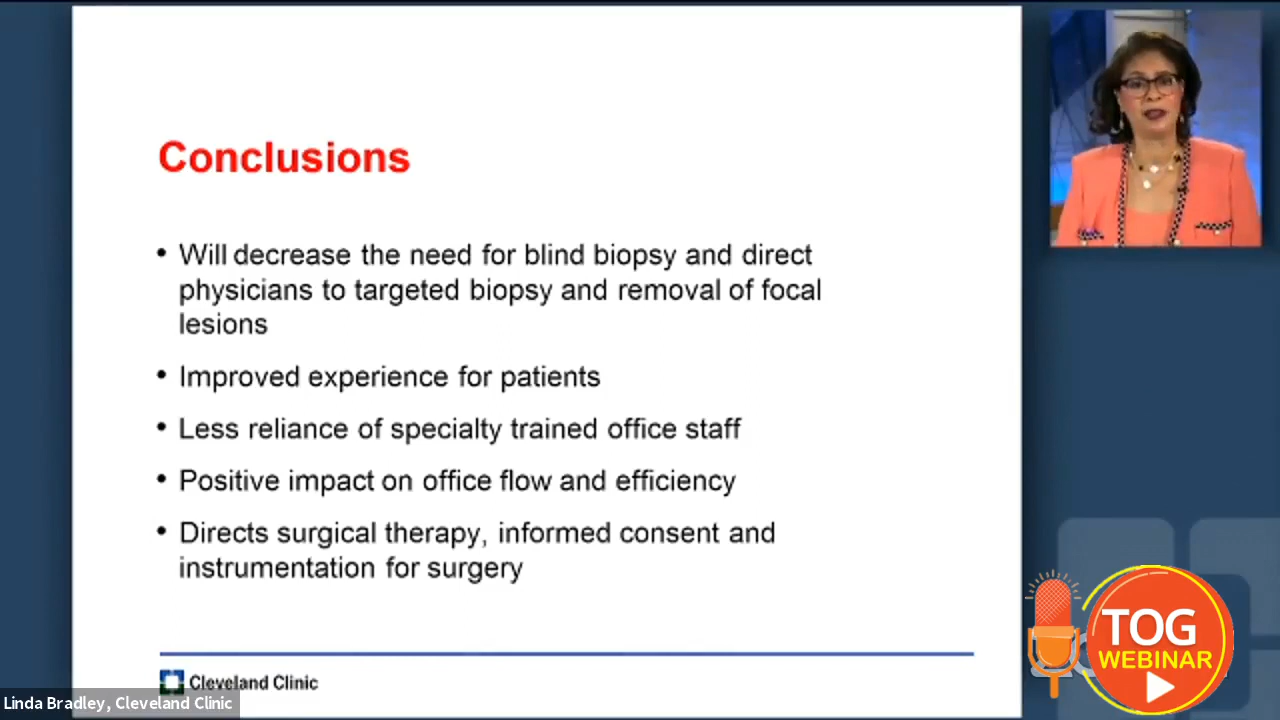 Conclusions
• Will decrease the need for blind biopsy and direct
physicians to targeted biopsy and removal of focal
lesions
• Improved experience for patients
• Less reliance of specialty trained office staff
• Positive impact on office flow and efficiency
• Directs surgical therapy, informed consent and
instrumentation for surgery
Cleveland Clinic
Linda Bradley, Cleveland Clinic
TOG
WEBINAR